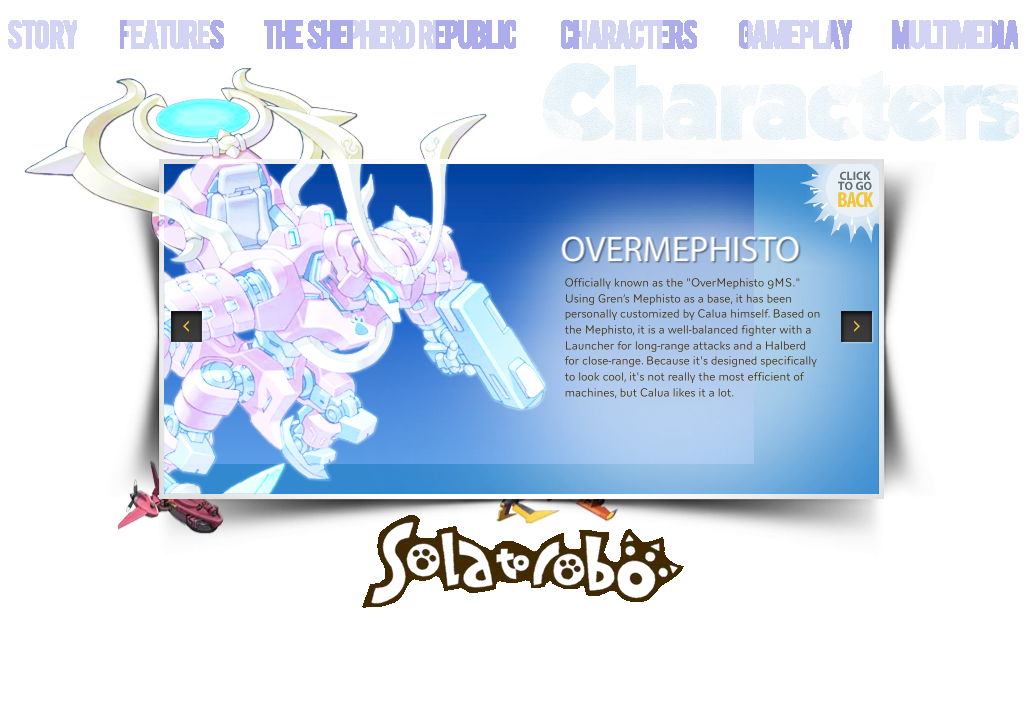 STORY FEATURES THE SHEPHERD REPUBLIC CHARACTERS GAMEPLAY MULTIMEDIA
Characters
CLICK
TO GO
BACK
OVERMEPHISTO
Officially known as the "OverMephisto 9MS."
Using Gren's Mephisto as a base, it has been
personally customized by Calua himself. Based on
the Mephisto, it is a well-balanced fighter with a
Launcher for long-range attacks and a Halberd
for close-range. Because it's designed specifically
to look cool, it's not really the most efficient of
machines, but Calua likes it a lot.
Solatorobo